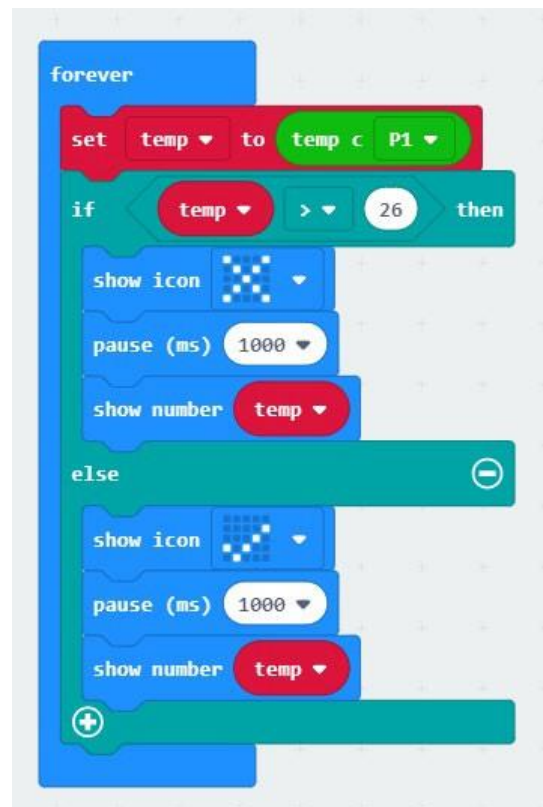 forever
set temp to temp c P1
if temp > 26 then
show icon
pause (ms) 1000
show number temp
else
show icon
pause (ms) 1000
show number temp